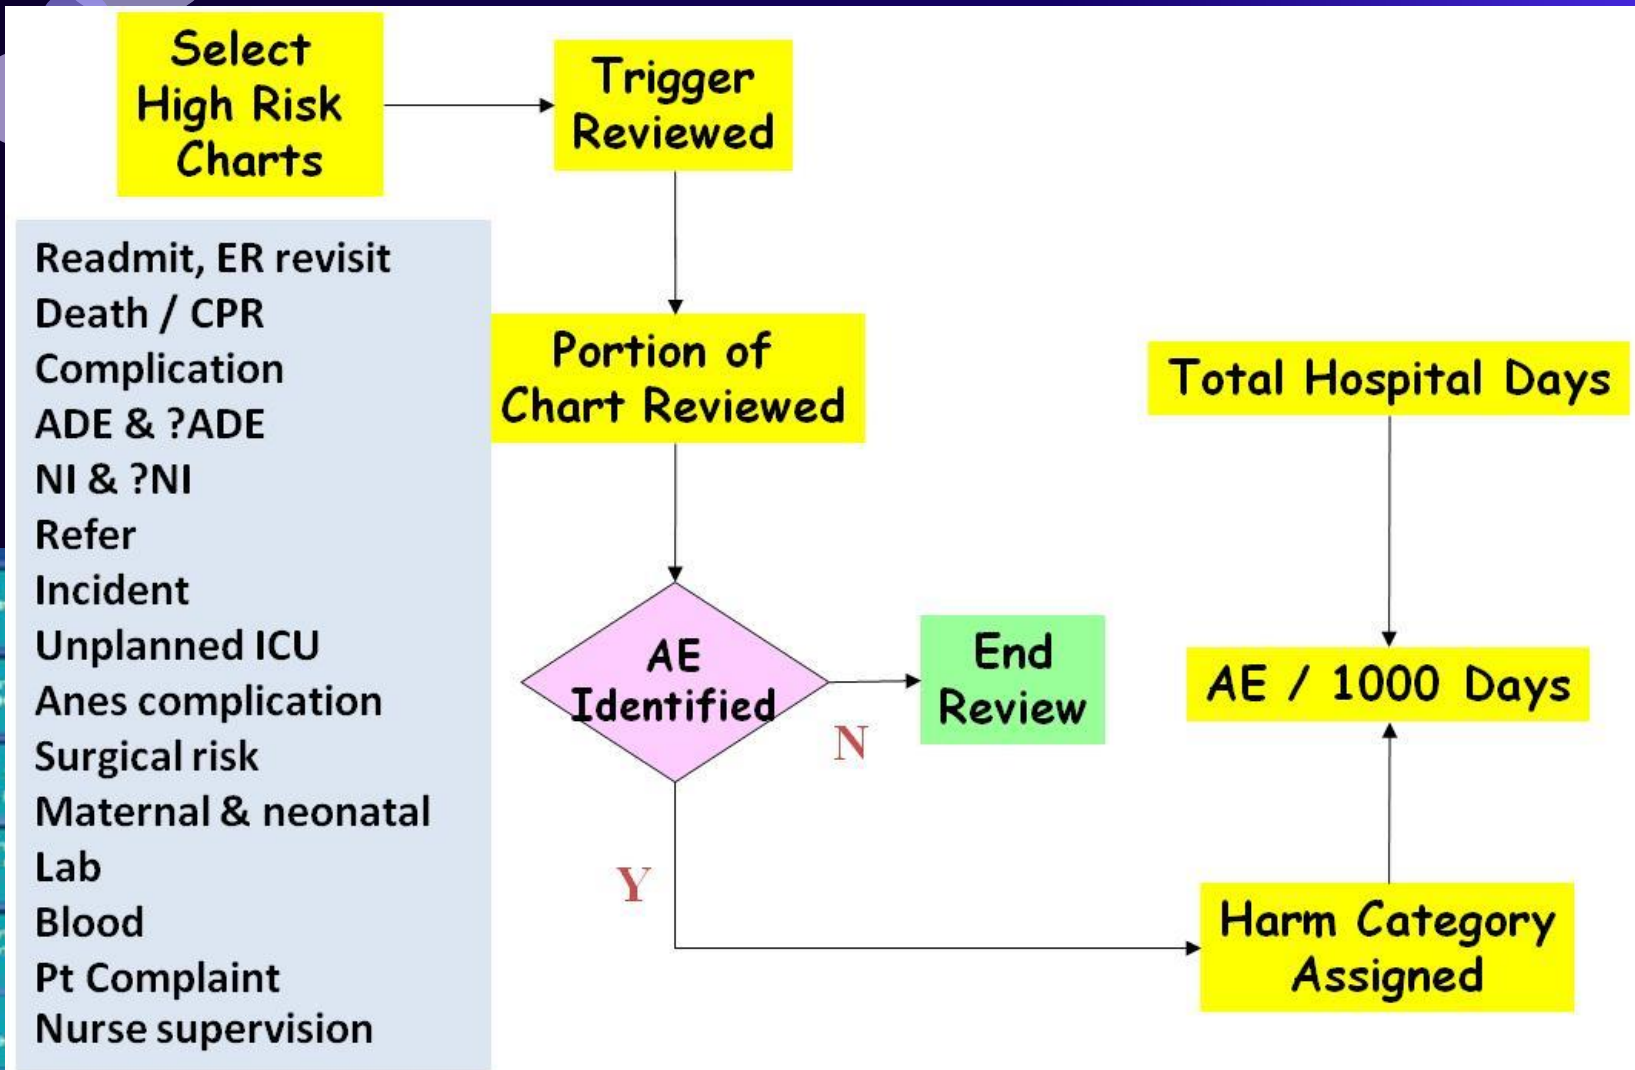 Select
High Risk
Charts
Trigger
Reviewed
Readmit, ER revisit
Death / CPR
Complication
ADE & ?ADE
NI & ?NI
Refer
Incident
Unplanned ICU
Anes complication
Surgical risk
Maternal & neonatal
Lab
Blood
Pt Complaint
Nurse supervision
Portion of
Chart Reviewed
AE
Identified
N
End
Review
Y
Total Hospital Days
AE / 1000 Days
Harm Category
Assigned